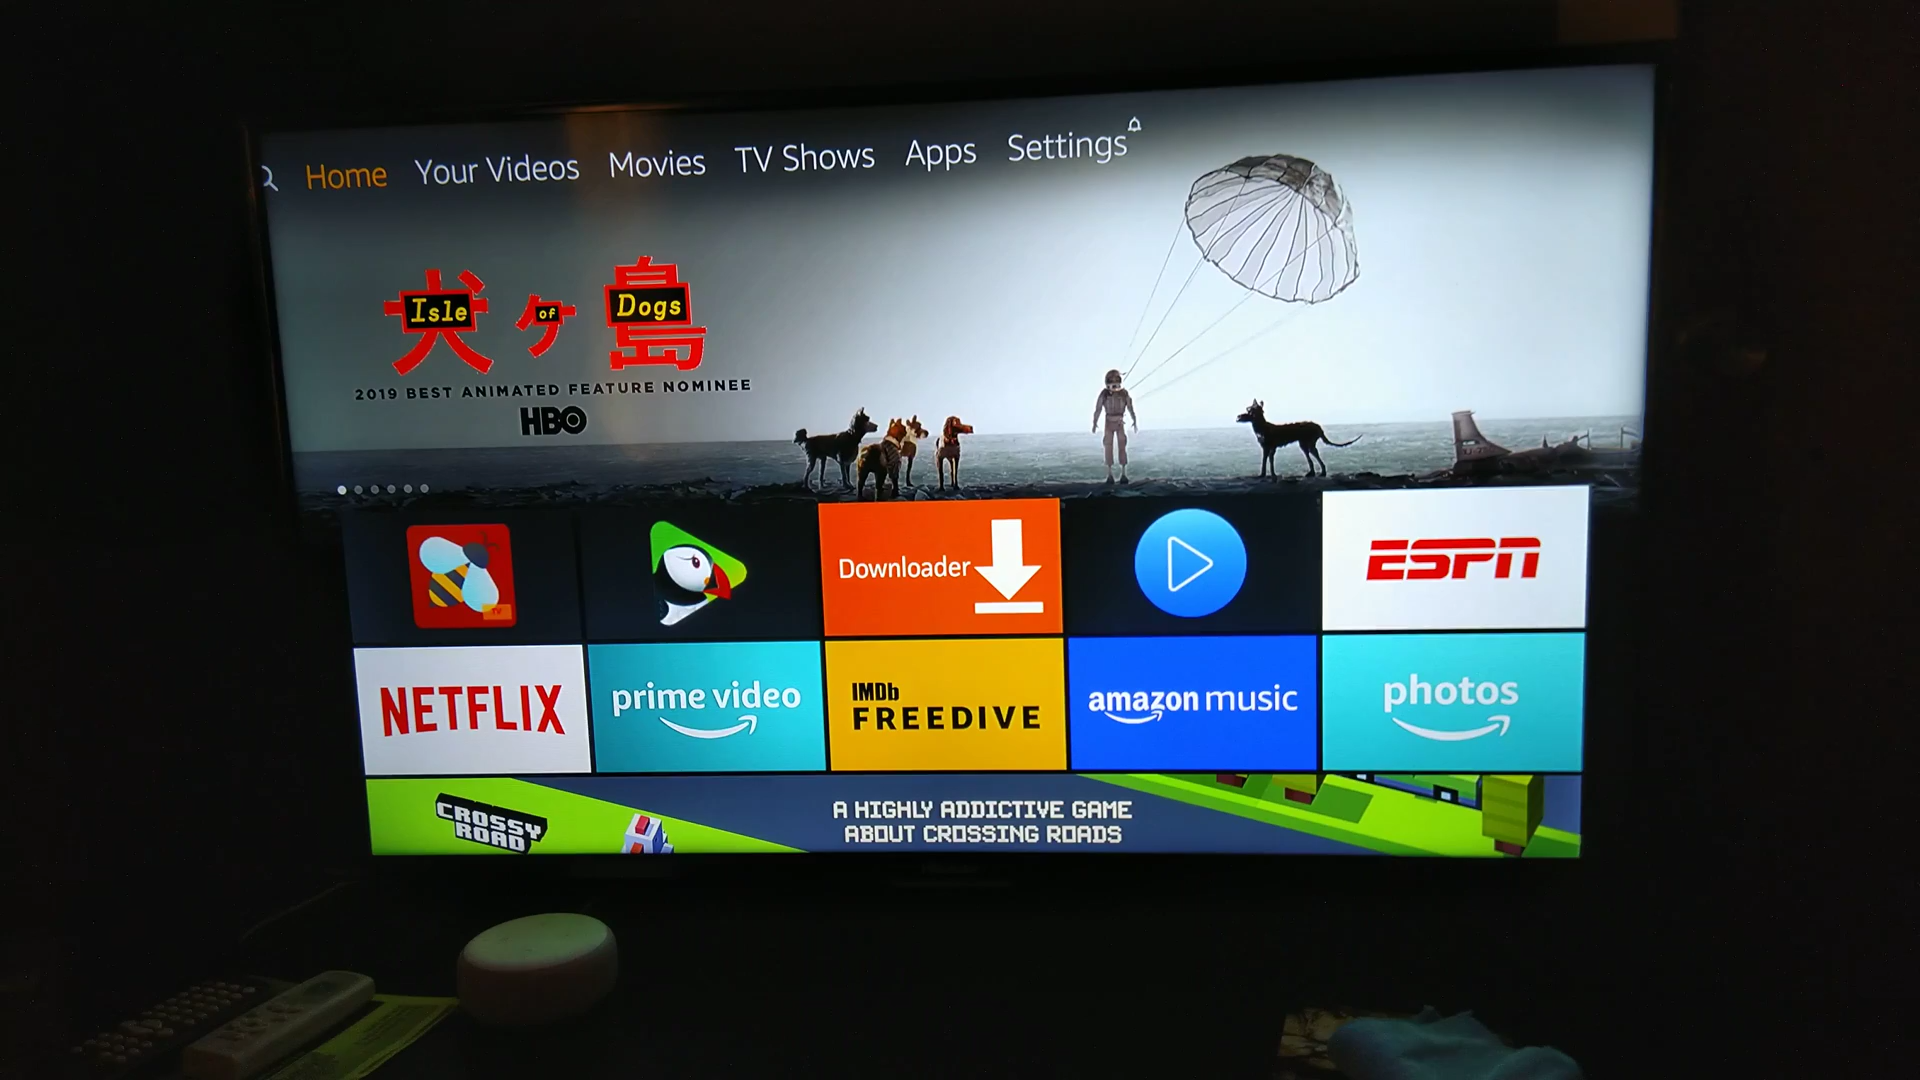 Home Your Videos Movies TV Shows Apps Settings
犬ヶ島
Isle of Dogs
2019 BEST ANIMATED FEATURE NOMINEE
HBO
TV
Downloader
ESPN
NETFLIX
prime video
IMDb
FREEDIVE
amazon music
photos
CROSSY
ROAD
A HIGHLY ADDICTIVE GAME
ABOUT CROSSING ROADS